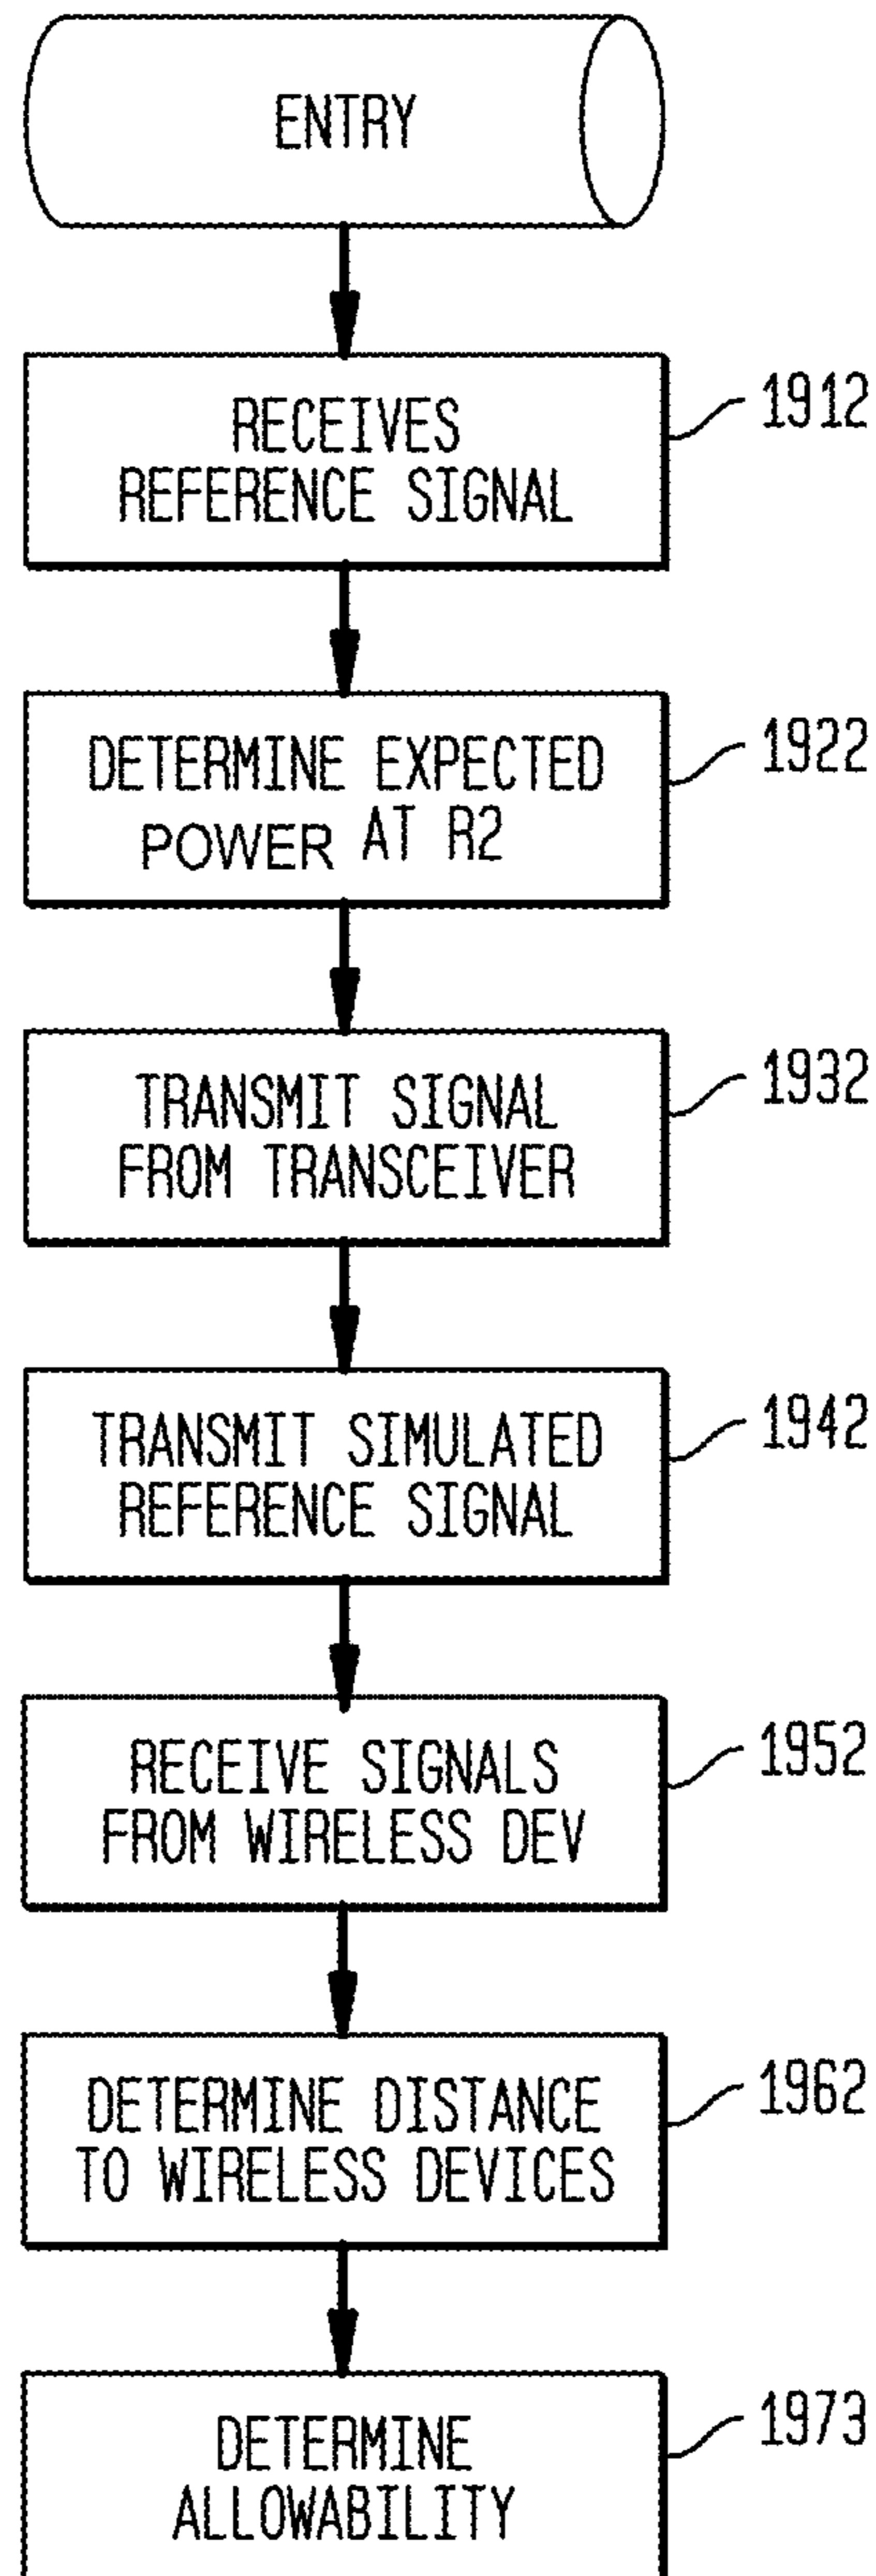 ENTRY
RECEIVES
REFERENCE SIGNAL
1912
DETERMINE EXPECTED
POWER AT R2
1922
TRANSMIT SIGNAL
FROM TRANSCEIVER
1932
TRANSMIT SIMULATED
REFERENCE SIGNAL
1942
RECEIVE SIGNALS
FROM WIRELESS DEV
1952
DETERMINE DISTANCE
TO WIRELESS DEVICES
1962
DETERMINE
ALLOWABILITY
1973